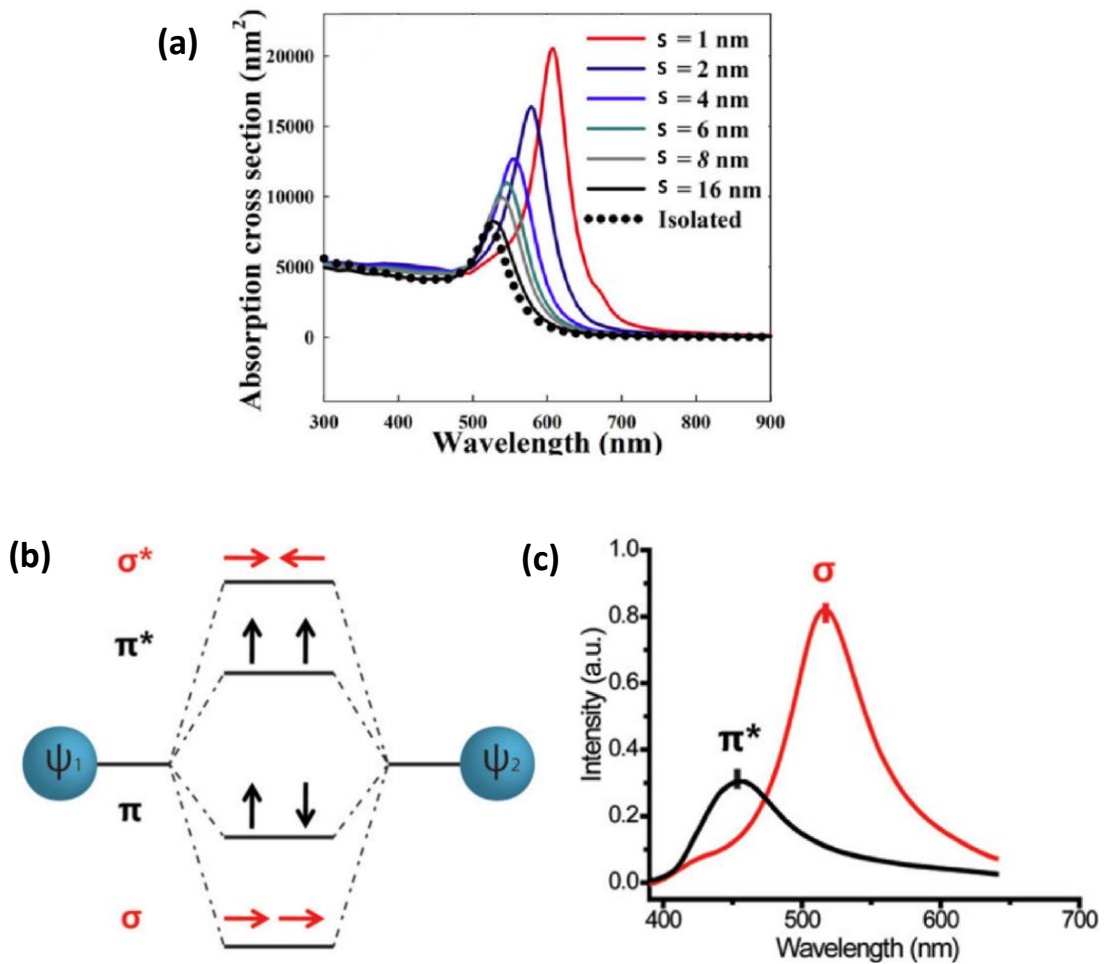 (a)
Absorption cross section (nm²)
20000
15000
10000
5000
0
s = 1 nm
s = 2 nm
s = 4 nm
s = 6 nm
s = 8 nm
s = 16 nm
Isolated
300 400 500 600 700 800 900
Wavelength (nm)
(b)
σ*
π*
ψ1
ψ2
π
σ
(c)
Intensity (a.u.)
1.0
0.8
0.6
0.4
0.2
0.0
σ
π*
400 500 600 700
Wavelength (nm)